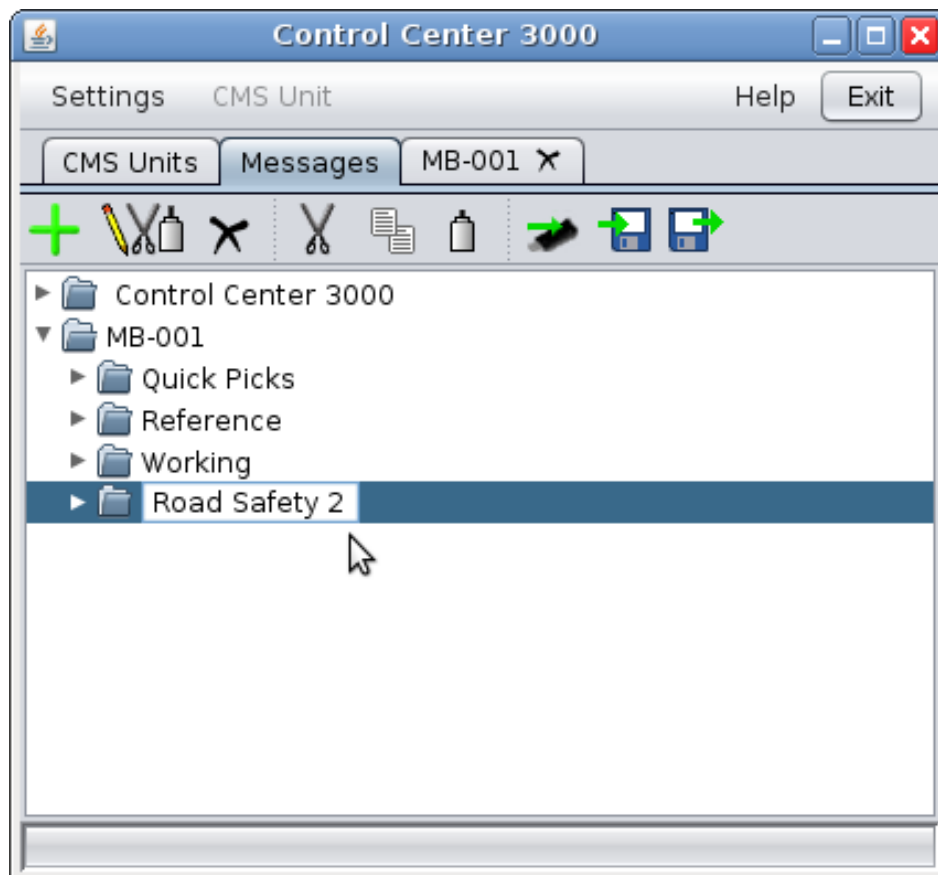 Control Center 3000
Settings CMS Unit Help Exit
CMS Units Messages MB-001
Control Center 3000
MB-001
Quick Picks
Reference
Working
Road Safety 2